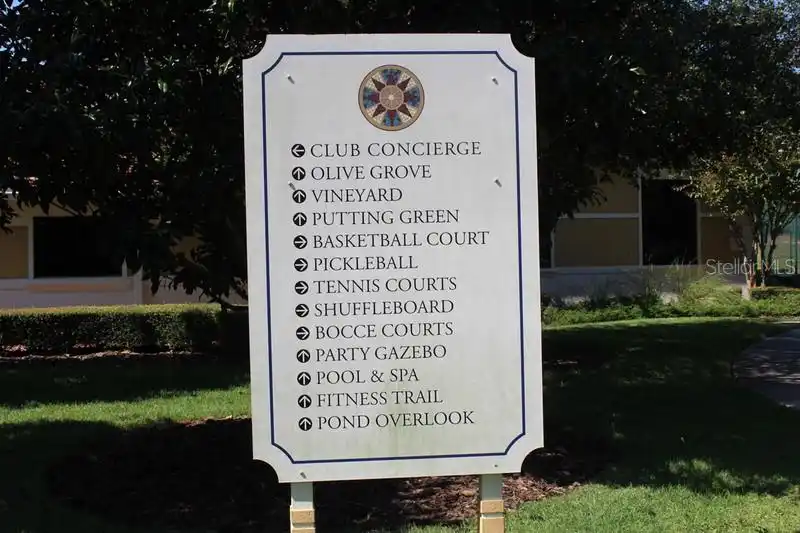 ← CLUB CONCIERGE
↑ OLIVE GROVE
↑ VINEYARD
↑ PUTTING GREEN
→ BASKETBALL COURT
→ PICKLEBALL
→ TENNIS COURTS
→ SHUFFLEBOARD
→ BOCCE COURTS
↑ PARTY GAZEBO
↑ POOL & SPA
↑ FITNESS TRAIL
↑ POND OVERLOOK
StellarMLS